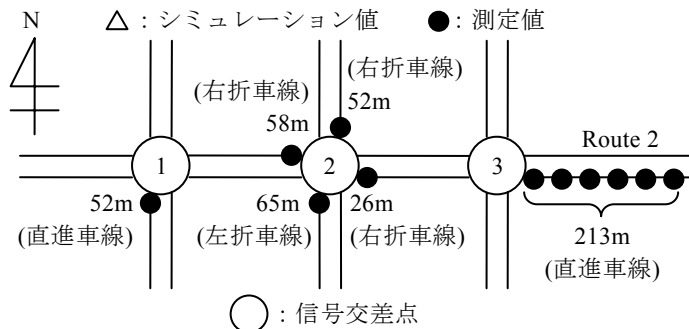 N
△：シミュレーション値
●：測定値
(右折車線)
(右折車線)
52m
58m
Route 2
1
2
3
52m
65m
26m
(直進車線)
(左折車線)
(右折車線)
213m
(直進車線)
○：信号交差点